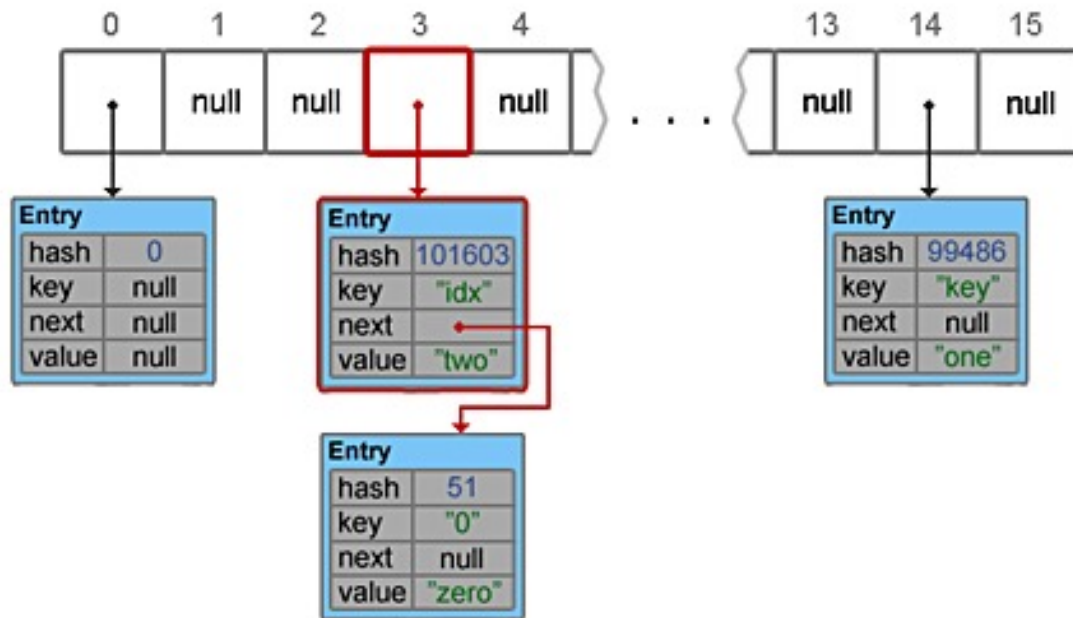 0 1 2 3 4 13 14 15
null null null . . . null null
Entry
hash 0
key null
next null
value null
Entry
hash 101603
key "idx"
next
value "two"
Entry
hash 99486
key "key"
next null
value "one"
Entry
hash 51
key "0"
next null
value "zero"